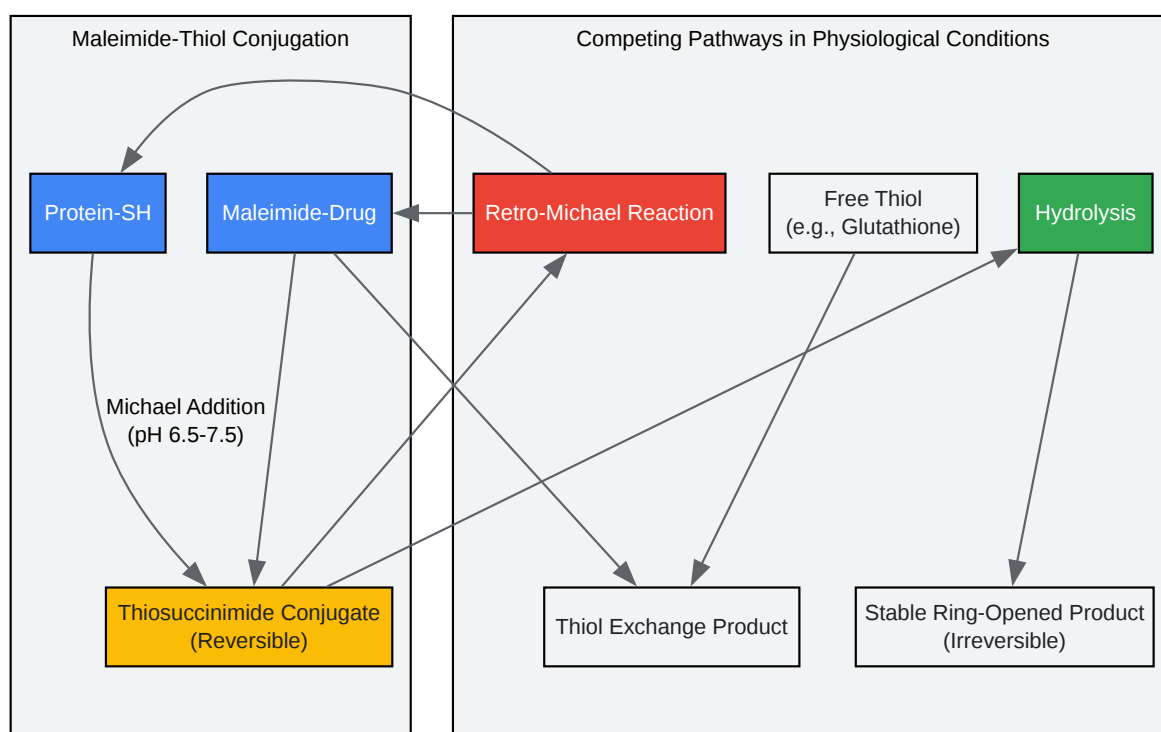 Maleimide-Thiol Conjugation
Competing Pathways in Physiological Conditions
Protein-SH
Maleimide-Drug
Retro-Michael Reaction
Free Thiol
(e.g., Glutathione)
Hydrolysis
Michael Addition
(pH 6.5-7.5)
Thiosuccinimide Conjugate
(Reversible)
Thiol Exchange Product
Stable Ring-Opened Product
(Irreversible)